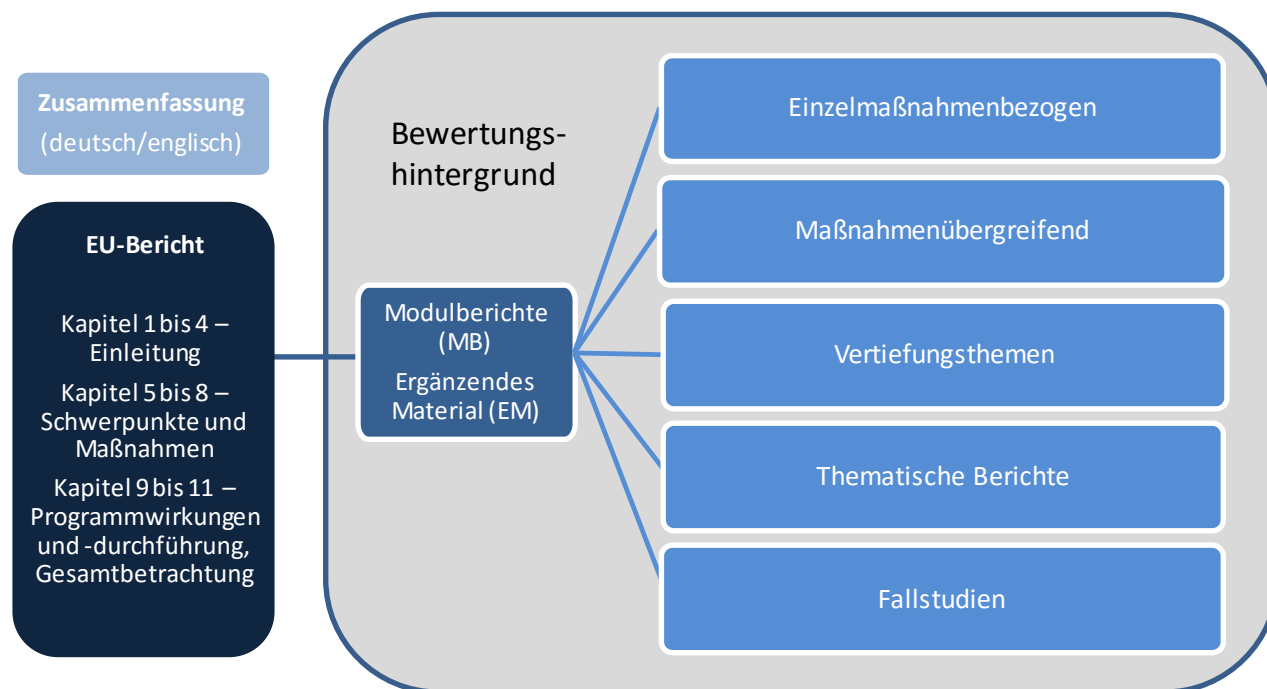 Zusammenfassung
(deutsch/englisch)
EU-Bericht
Kapitel 1 bis 4 –
Einleitung
Kapitel 5 bis 8 –
Schwerpunkte und
Maßnahmen
Kapitel 9 bis 11 –
Programmwirkungen
und -durchführung,
Gesamtbetrachtung
Bewertungs-
hintergrund
Modulberichte
(MB)
Ergänzendes
Material (EM)
Einzelmaßnahmenbezogen
Maßnahmenübergreifend
Vertiefungsthemen
Thematische Berichte
Fallstudien